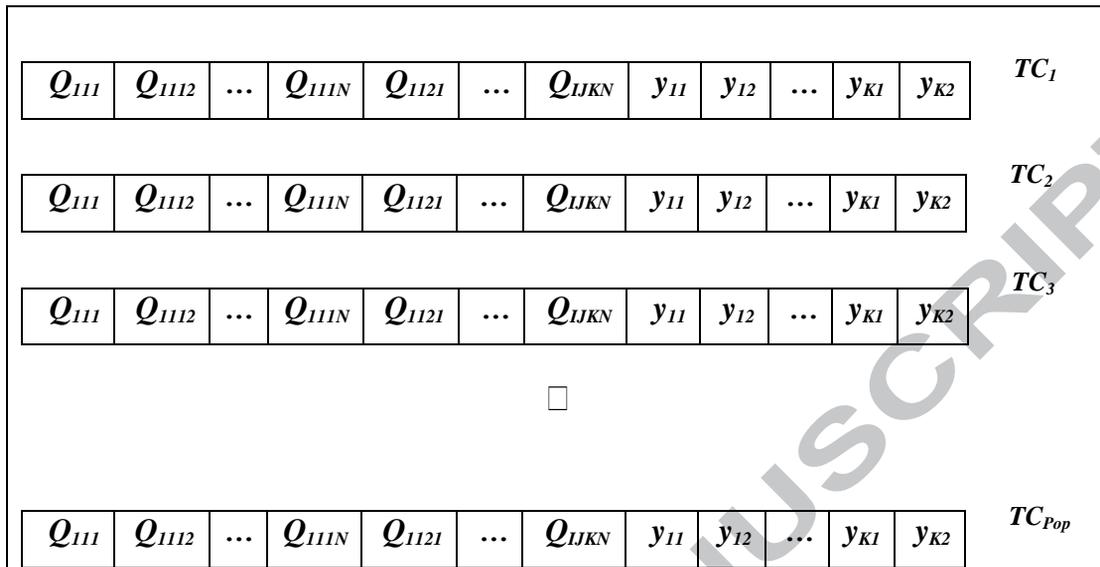 Q111 Q1112 ... Q111N Q1121 ... QIJKN y11 y12 ... yK1 yK2 TC1
Q111 Q1112 ... Q111N Q1121 ... QIJKN y11 y12 ... yK1 yK2 TC2
Q111 Q1112 ... Q111N Q1121 ... QIJKN y11 y12 ... yK1 yK2 TC3
Q111 Q1112 ... Q111N Q1121 ... QIJKN y11 y12 ... yK1 yK2 TCPop
USCRIP